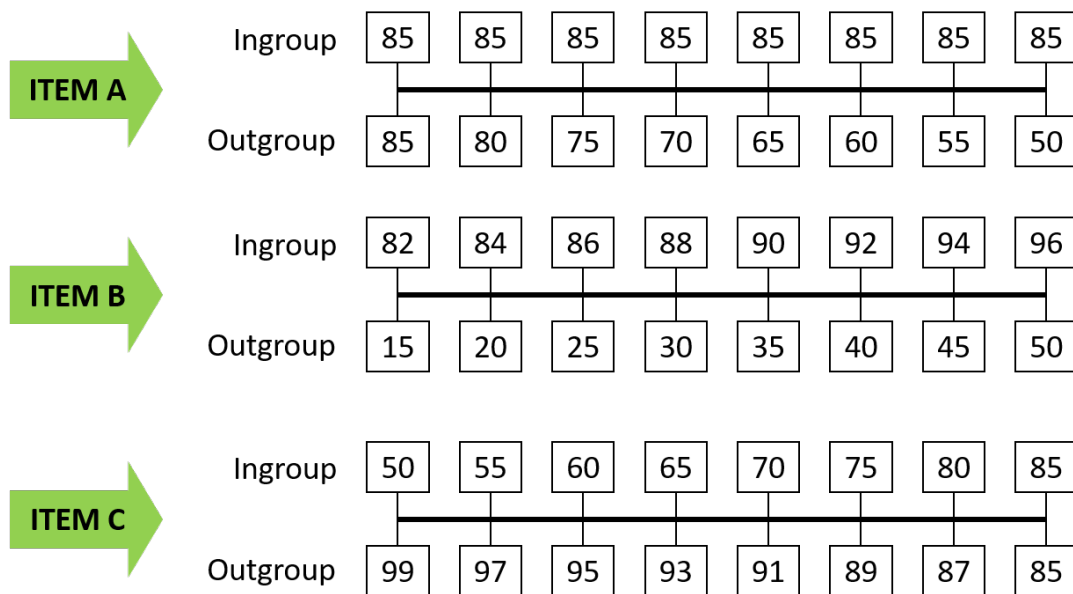 Ingroup 85 85 85 85 85 85 85 85
ITEM A
Outgroup 85 80 75 70 65 60 55 50
Ingroup 82 84 86 88 90 92 94 96
ITEM B
Outgroup 15 20 25 30 35 40 45 50
Ingroup 50 55 60 65 70 75 80 85
ITEM C
Outgroup 99 97 95 93 91 89 87 85